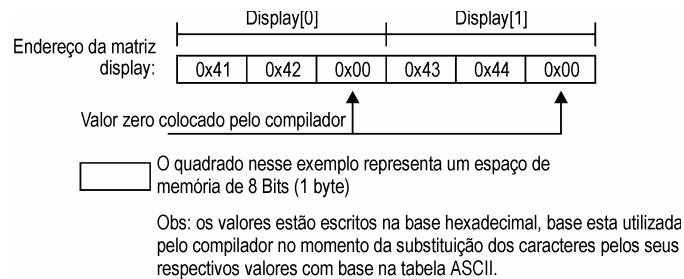 Display[0] Display[1]
Endereço da matriz
display: 0x41 0x42 0x00 0x43 0x44 0x00
Valor zero colocado pelo compilador
O quadrado nesse exemplo representa um espaço de
memória de 8 Bits (1 byte)
Obs: os valores estão escritos na base hexadecimal, base esta utilizada
pelo compilador no momento da substituição dos caracteres pelos seus
respectivos valores com base na tabela ASCII.